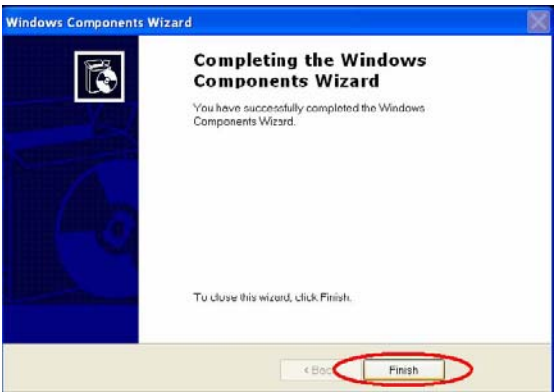 Windows Components Wizard
Completing the Windows
Components Wizard
You have successfully completed the Windows
Components Wizard.
To close this wizard, click Finish.
< Back
Finish